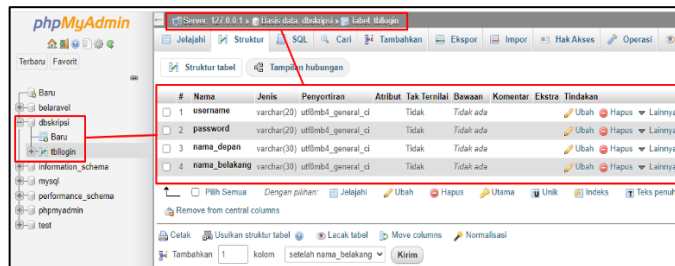 phpMyAdmin
Terbaru Favorit
Baru
belaravel
dbskripsi
Baru
tbllogin
information_schema
mysql
performance_schema
phpmyadmin
test
Server: 127.0.0.1 » Basis data: dbskripsi » Tabel: tbllogin
Jelajahi Struktur SQL Cari Tambahkan Ekspor Impor Hak Akses Operasi
Struktur tabel Tampilan hubungan
# Nama Jenis Penyortiran Atribut Tak Ternilai Bawaan Komentar Ekstra Tindakan
1 username varchar(20) utf8mb4_general_ci Tidak Tidak ada Ubah Hapus Lainnya
2 password varchar(20) utf8mb4_general_ci Tidak Tidak ada Ubah Hapus Lainnya
3 nama_depan varchar(30) utf8mb4_general_ci Tidak Tidak ada Ubah Hapus Lainnya
4 nama_belakang varchar(30) utf8mb4_general_ci Tidak Tidak ada Ubah Hapus Lainnya
Pilih Semua Dengan pilihan: Jelajahi Ubah Hapus Utama Unik Indeks Teks penuh
Remove from central columns
Cetak Usulkan struktur tabel Lacak tabel Move columns Normalisasi
Tambahkan 1 kolom setelah nama_belakang Kirim